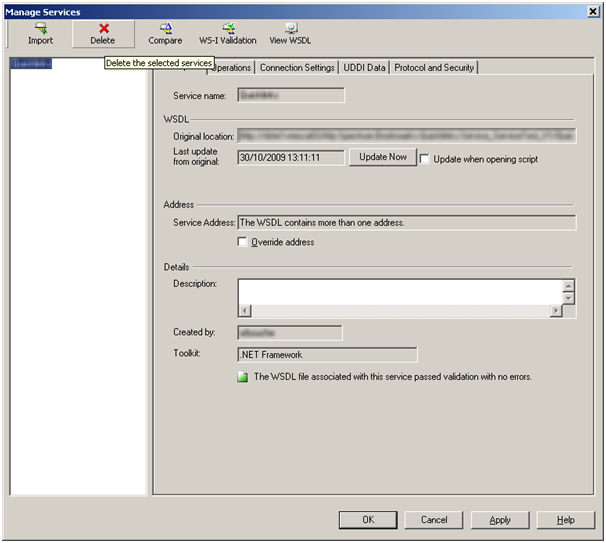 Manage Services
Import Delete Compare WS-I Validation View WSDL
Delete the selected services
Operations Connection Settings UDDI Data Protocol and Security
Service name:
WSDL
Original location:
Last update from original: 30/10/2009 13:11:11 Update Now Update when opening script
Address
Service Address: The WSDL contains more than one address.
Override address
Details
Description:
Created by:
Toolkit: .NET Framework
The WSDL file associated with this service passed validation with no errors.
OK Cancel Apply Help